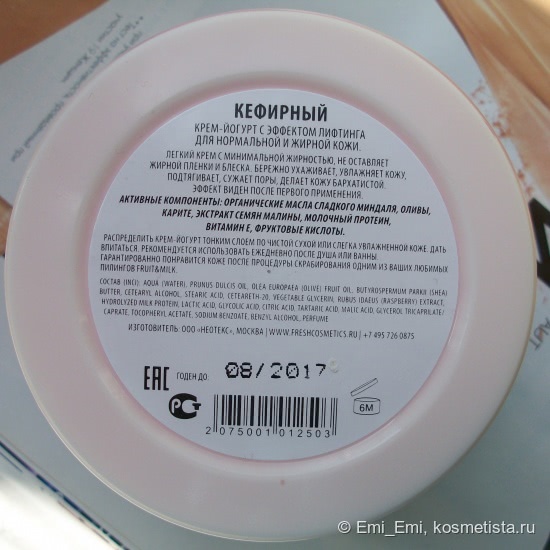 КЕФИРНЫЙ
КРЕМ-ЙОГУРТ С ЭФФЕКТОМ ЛИФТИНГА
ДЛЯ НОРМАЛЬНОЙ И ЖИРНОЙ КОЖИ.
ЛЕГКИЙ КРЕМ С МИНИМАЛЬНОЙ ЖИРНОСТЬЮ, НЕ ОСТАВЛЯЕТ
ЖИРНОЙ ПЛЕНКИ И БЛЕСКА. БЕРЕЖНО УХАЖИВАЕТ, УВЛАЖНЯЕТ КОЖУ,
ПОДТЯГИВАЕТ, СУЖАЕТ ПОРЫ, ДЕЛАЕТ КОЖУ БАРХАТИСТОЙ.
ЭФФЕКТ ВИДЕН ПОСЛЕ ПЕРВОГО ПРИМЕНЕНИЯ.
АКТИВНЫЕ КОМПОНЕНТЫ: ОРГАНИЧЕСКИЕ МАСЛА СЛАДКОГО МИНДАЛЯ, ОЛИВЫ,
КАРИТЕ, ЭКСТРАКТ СЕМЯН МАЛИНЫ, МОЛОЧНЫЙ ПРОТЕИН,
ВИТАМИН Е, ФРУКТОВЫЕ КИСЛОТЫ.
РАСПРЕДЕЛИТЬ КРЕМ-ЙОГУРТ ТОНКИМ СЛОЕМ ПО ЧИСТОЙ СУХОЙ ИЛИ СЛЕГКА УВЛАЖНЕННОЙ КОЖЕ. ДАТЬ
ВПИТАТЬСЯ. РЕКОМЕНДУЕТСЯ ИСПОЛЬЗОВАТЬ ЕЖЕДНЕВНО ПОСЛЕ ДУША ИЛИ ВАННЫ.
ГАРАНТИРОВАННО ПОНРАВИТСЯ КОЖЕ ПОСЛЕ ПРОЦЕДУРЫ СКРАБИРОВАНИЯ ОДНИМ ИЗ ВАШИХ ЛЮБИМЫХ
ПИЛИНГОВ FRUIT&MILK.
СОСТАВ (INCI): AQUA (WATER), PRUNUS DULCIS OIL, OLEA EUROPAEA (OLIVE) FRUIT OIL, BUTYROSPERMUM PARKII (SHEA)
BUTTER, CETEARYL ALCOHOL, STEARIC ACID, CETEARETH-20, VEGETABLE GLYCERIN, RUBUS IDAEUS (RASPBERRY) EXTRACT,
HYDROLYZED MILK PROTEIN, LACTIC ACID, GLYCOLIC ACID, CITRIC ACID, TARTARIC ACID, MALIC ACID, GLYCEROL TRICAPRILATE/
CAPRATE, TOCOPHERYL ACETATE, SODIUM BENZOATE, BENZYL ALCOHOL, PERFUME
ИЗГОТОВИТЕЛЬ: ООО «НЕОТЕКС», МОСКВА | WWW.FRESHCOSMETICS.RU | +7 495 726 0875
EAC ГОДЕН ДО: 08/2017
6M
2 075001 012503
© Emi_Emi, kosmetista.ru